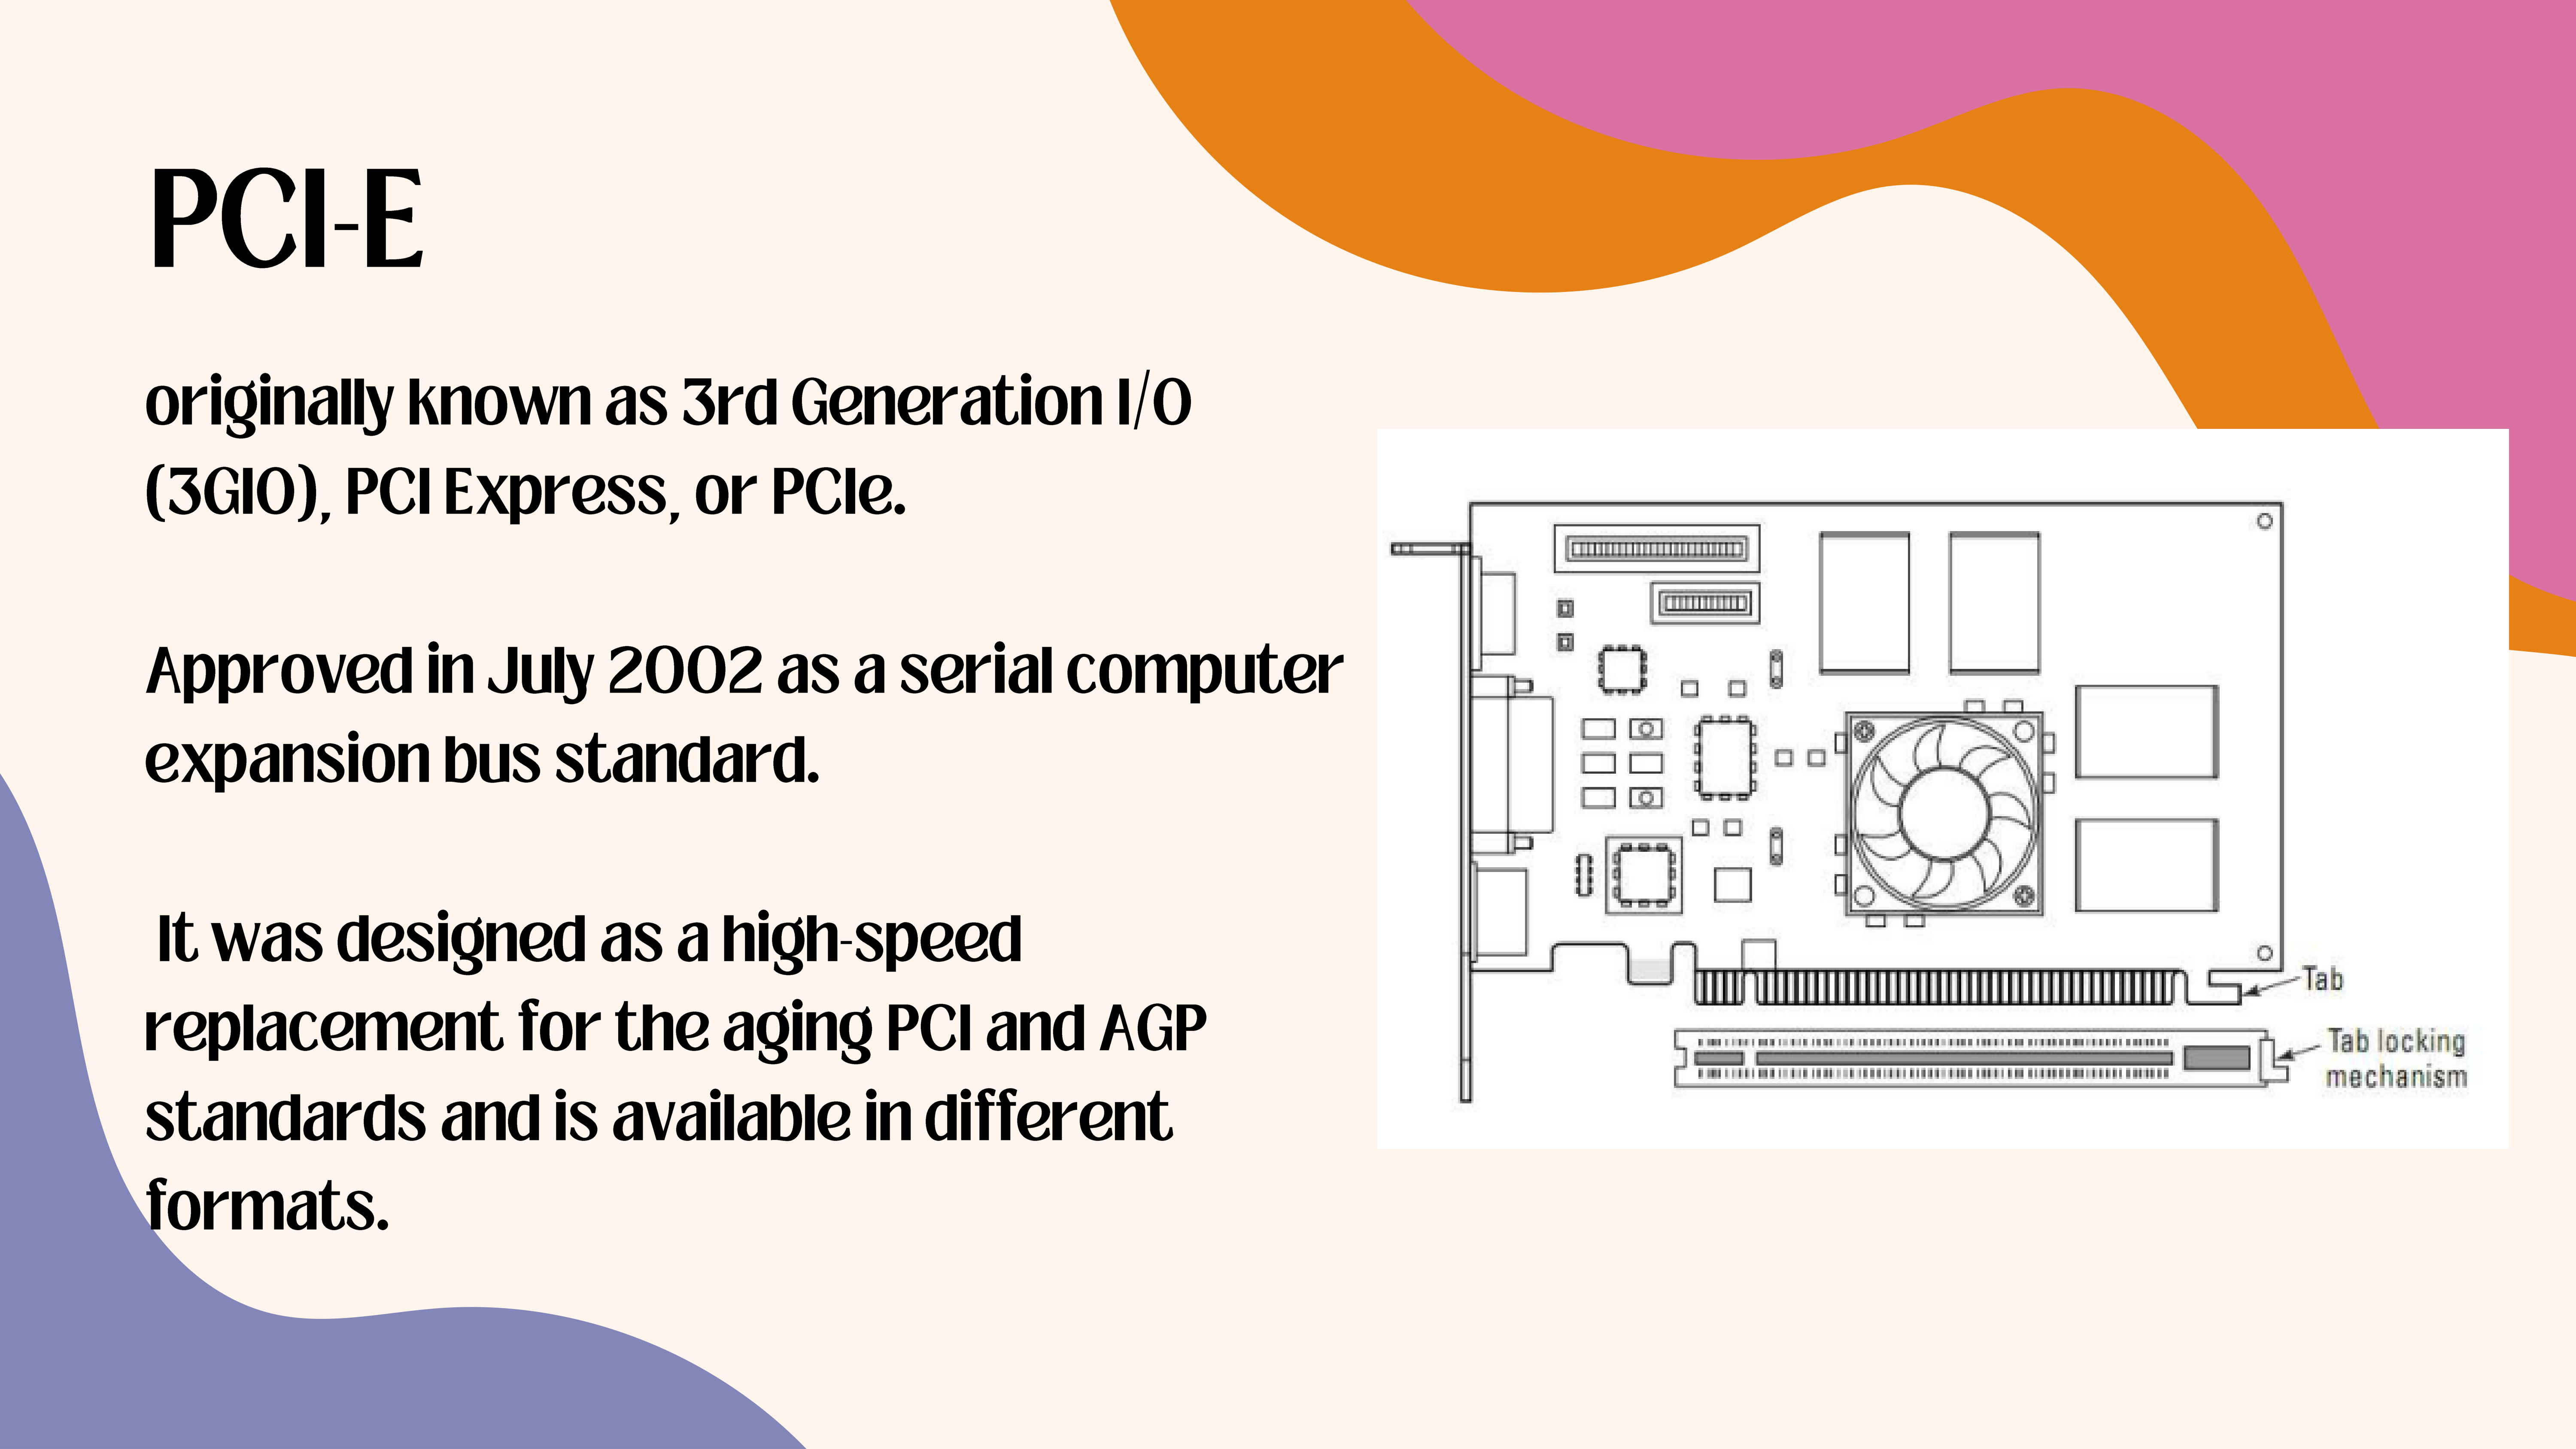 PCI-E
originally known as 3rd Generation I/O
(3GIO), PCI Express, or PCIe.
Approved in July 2002 as a serial computer
expansion bus standard.
It was designed as a high-speed
replacement for the aging PCI and AGP
standards and is available in different
formats.
Tab
Tab locking
mechanism